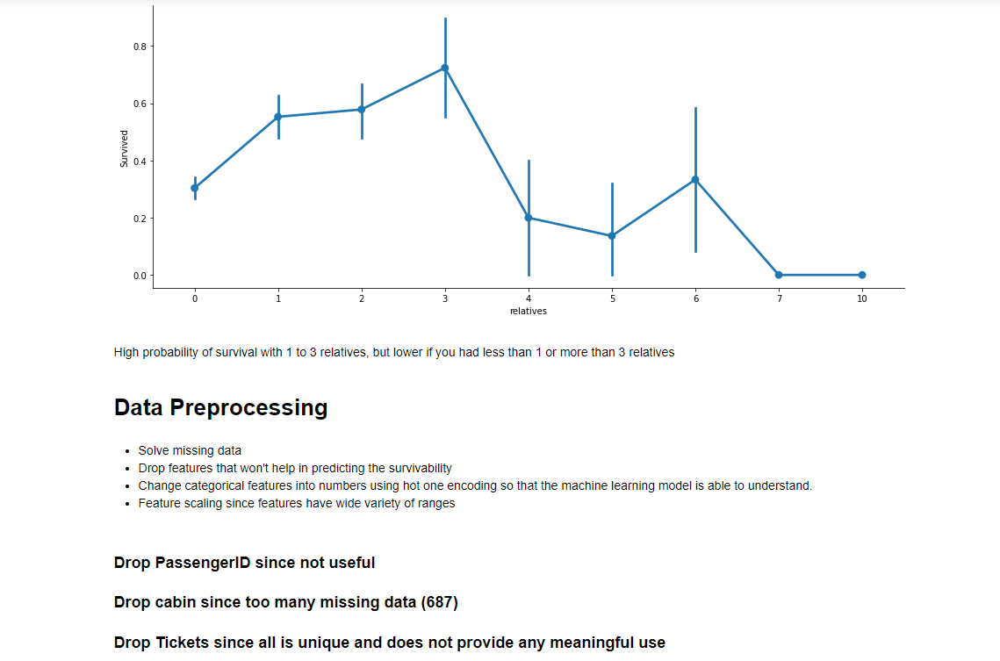 0.8
0.6
0.4
0.2
0.0
Survived
0 1 2 3 4 5 6 7 10
relatives
High probability of survival with 1 to 3 relatives, but lower if you had less than 1 or more than 3 relatives
Data Preprocessing
• Solve missing data
• Drop features that won't help in predicting the survivability
• Change categorical features into numbers using hot one encoding so that the machine learning model is able to understand.
• Feature scaling since features have wide variety of ranges
Drop PassengerID since not useful
Drop cabin since too many missing data (687)
Drop Tickets since all is unique and does not provide any meaningful use